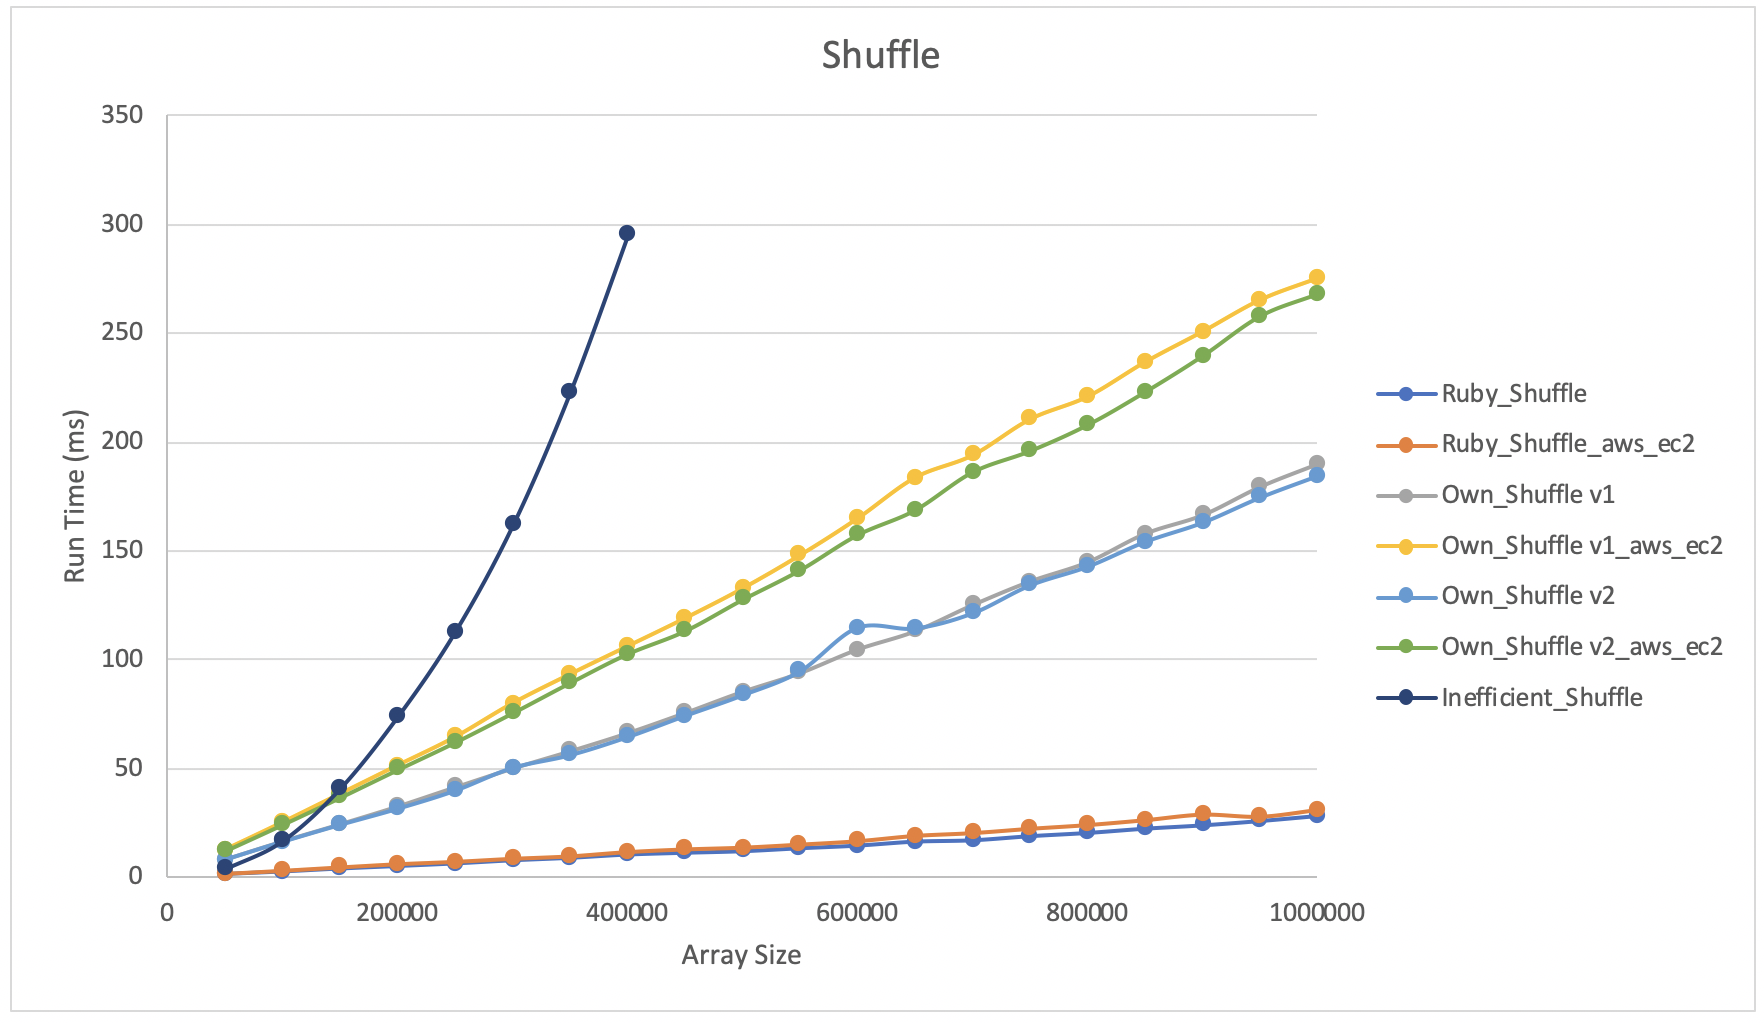 Shuffle
350
300
250
200
150
100
50
0
Run Time (ms)
0 200000 400000 600000 800000 1000000
Array Size
Ruby_Shuffle
Ruby_Shuffle_aws_ec2
Own_Shuffle v1
Own_Shuffle v1_aws_ec2
Own_Shuffle v2
Own_Shuffle v2_aws_ec2
Inefficient_Shuffle